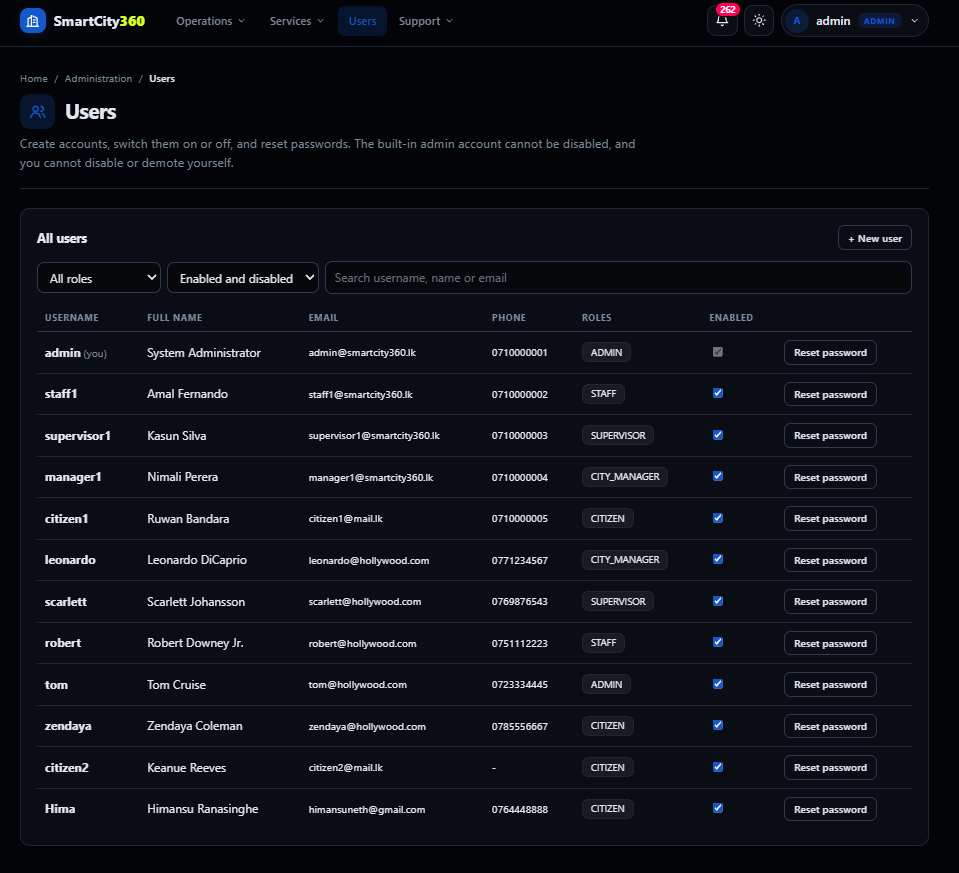 SmartCity360 Operations Services Users Support 262 A admin ADMIN
Home / Administration / Users
Users
Create accounts, switch them on or off, and reset passwords. The built-in admin account cannot be disabled, and
you cannot disable or demote yourself.
All users + New user
All roles Enabled and disabled Search username, name or email
USERNAME FULL NAME EMAIL PHONE ROLES ENABLED
admin (you) System Administrator admin@smartcity360.lk 0710000001 ADMIN Reset password
staff1 Amal Fernando staff1@smartcity360.lk 0710000002 STAFF Reset password
supervisor1 Kasun Silva supervisor1@smartcity360.lk 0710000003 SUPERVISOR Reset password
manager1 Nimali Perera manager1@smartcity360.lk 0710000004 CITY_MANAGER Reset password
citizen1 Ruwan Bandara citizen1@mail.lk 0710000005 CITIZEN Reset password
leonardo Leonardo DiCaprio leonardo@hollywood.com 0771234567 CITY_MANAGER Reset password
scarlett Scarlett Johansson scarlett@hollywood.com 0769876543 SUPERVISOR Reset password
robert Robert Downey Jr. robert@hollywood.com 0751112223 STAFF Reset password
tom Tom Cruise tom@hollywood.com 0723334445 ADMIN Reset password
zendaya Zendaya Coleman zendaya@hollywood.com 0785556667 CITIZEN Reset password
citizen2 Keanue Reeves citizen2@mail.lk - CITIZEN Reset password
Hima Himansu Ranasinghe himansuneth@gmail.com 0764448888 CITIZEN Reset password